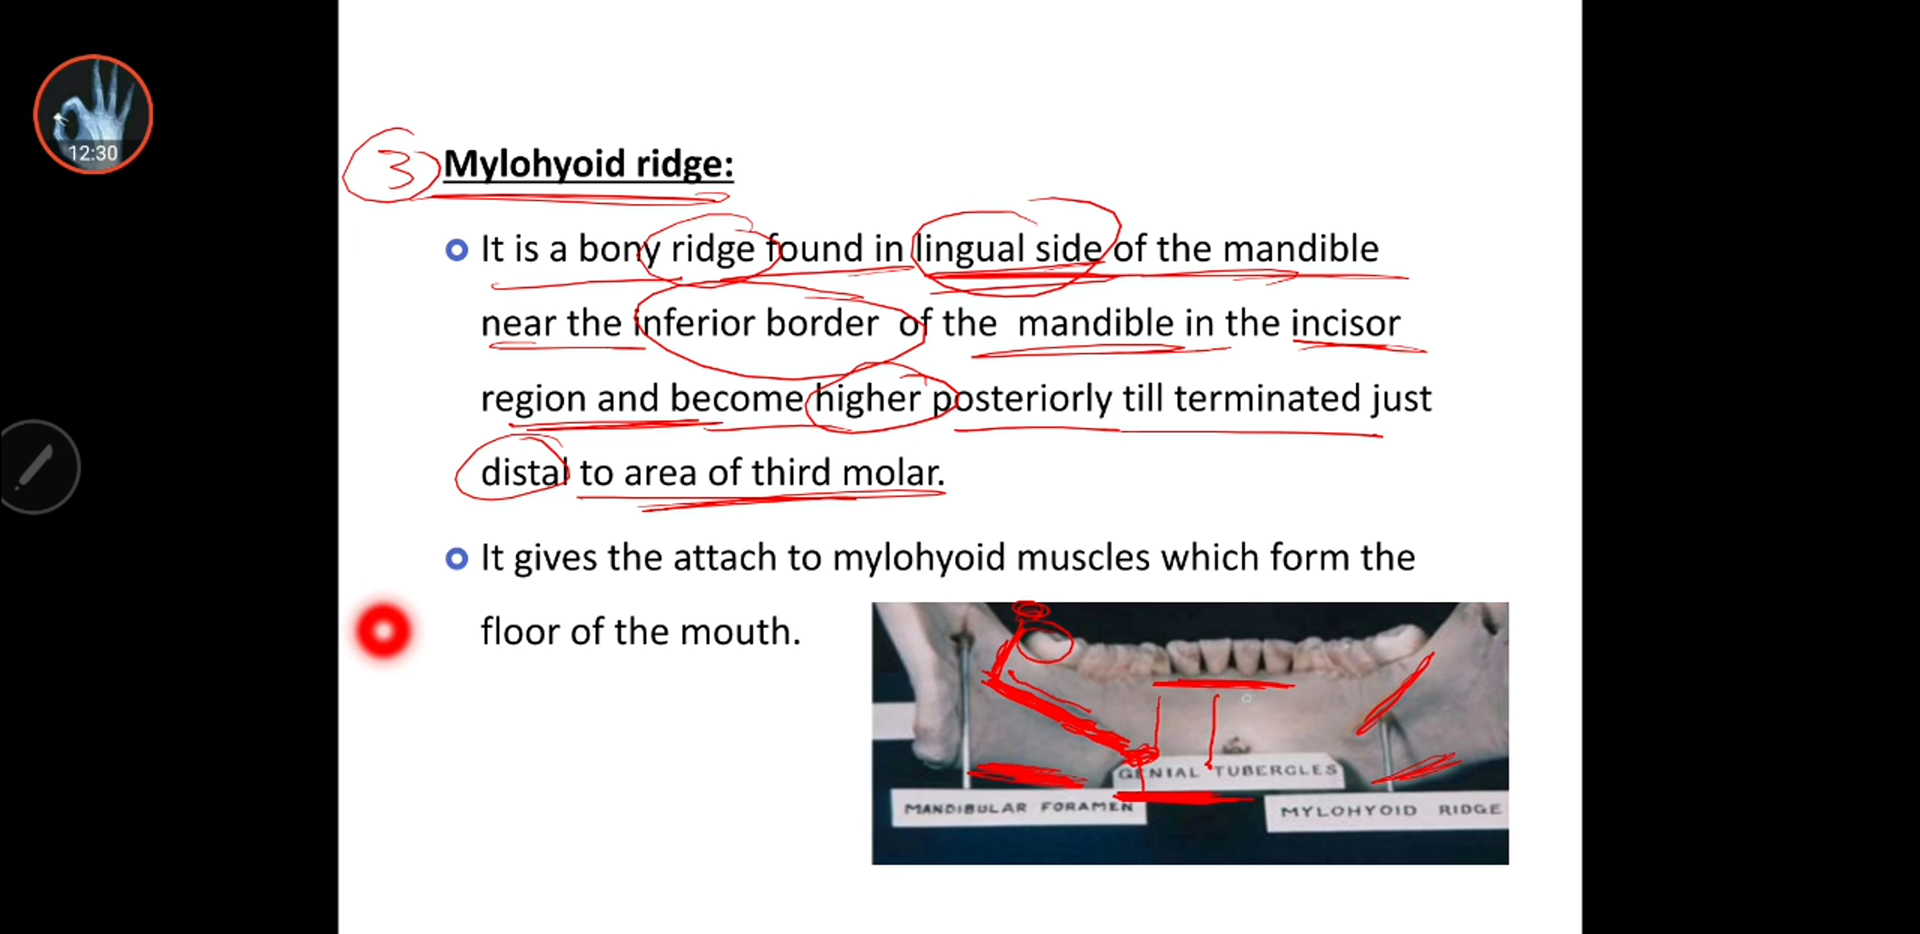 12:30
3 Mylohyoid ridge:
It is a bony ridge found in lingual side of the mandible
near the inferior border of the mandible in the incisor
region and become higher posteriorly till terminated just
distal to area of third molar.
It gives the attach to mylohyoid muscles which form the
floor of the mouth.
GENIAL TUBERCLES
MANDIBULAR FORAMEN
MYLOHYOID RIDGE